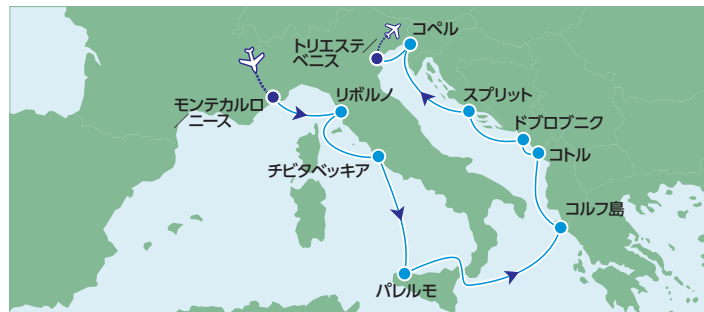 コペル
トリエステ／
ベニス
モンテカルロ
／ニース
リボルノ
スプリット
ドブロブニク
コトル
チビタベッキア
コルフ島
パレルモ